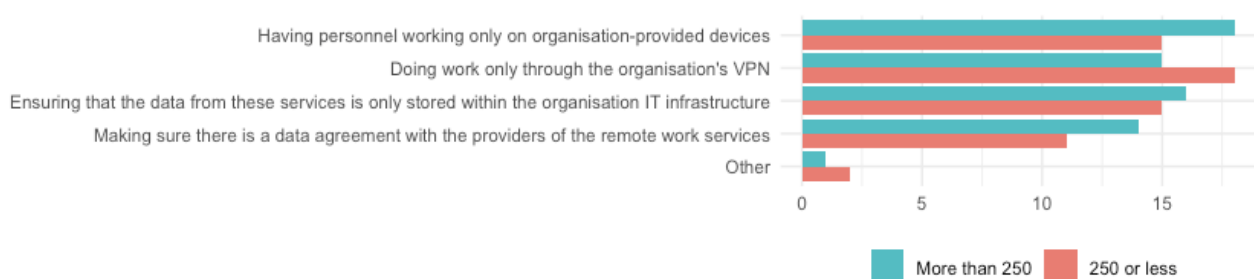 Having personnel working only on organisation-provided devices
Doing work only through the organisation's VPN
Ensuring that the data from these services is only stored within the organisation IT infrastructure
Making sure there is a data agreement with the providers of the remote work services
Other
0 5 10 15
More than 250 250 or less